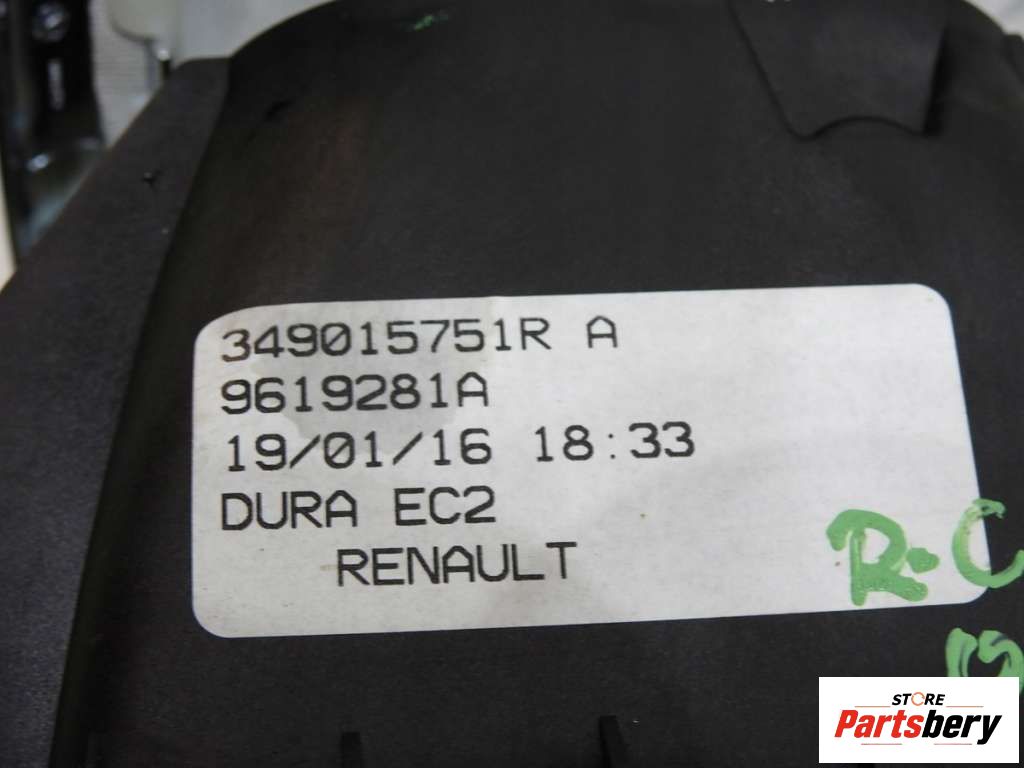 349015751R A
9619281A
19/01/16 18:33
DURA EC2
RENAULT
R-C
STORE
Partsbery